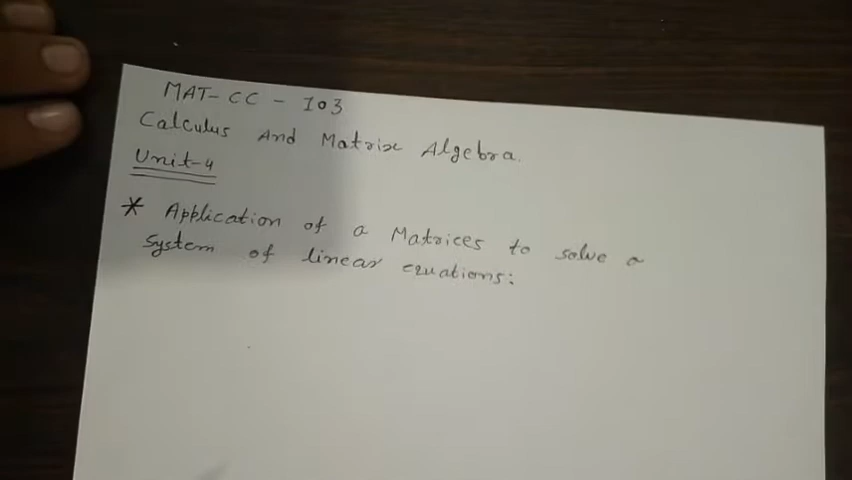 MAT-CC - 103
Calculus And Matrix Algebra.
Unit-4
* Application of a Matrices to solve a
System of linear equations: